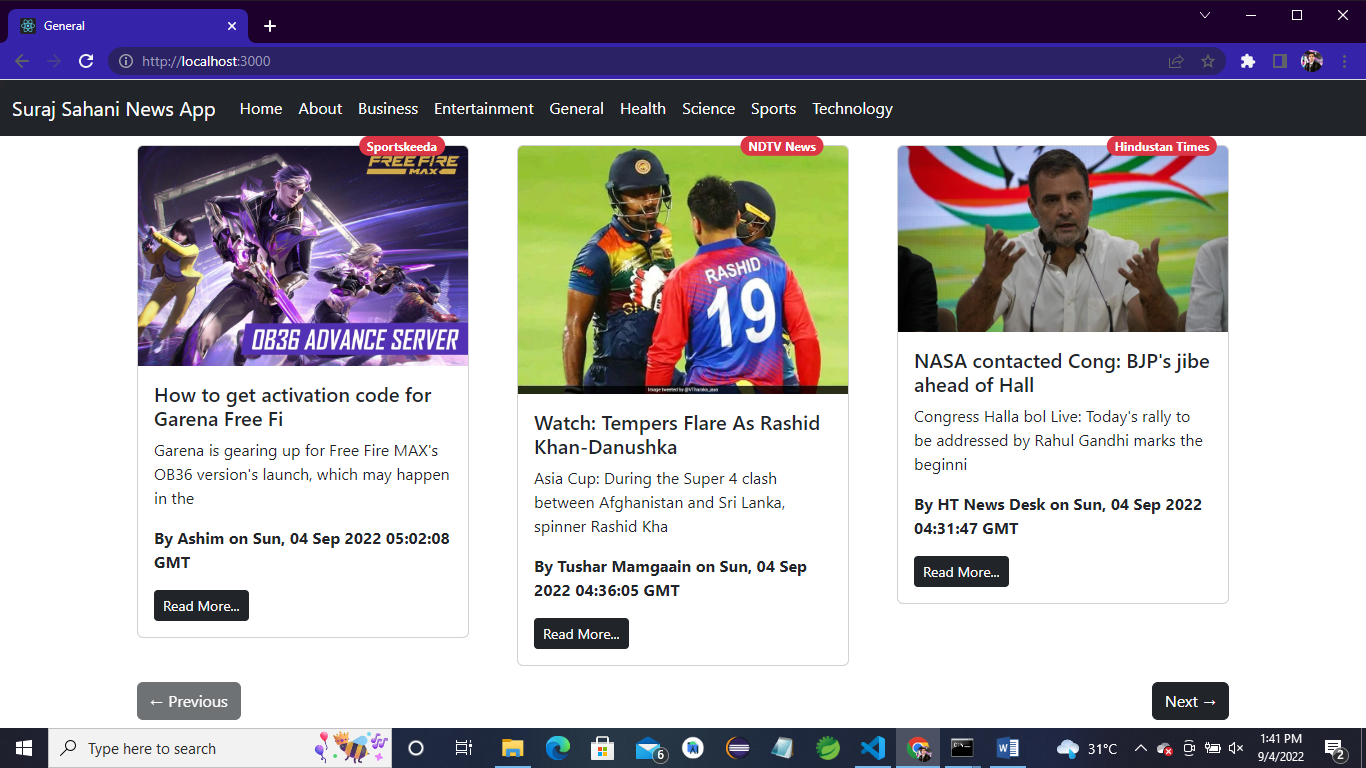 General
http://localhost:3000
Suraj Sahani News App Home About Business Entertainment General Health Science Sports Technology
Sportskeeda
FREE FIRE
MAX
OB36 ADVANCE SERVER
How to get activation code for
Garena Free Fi
Garena is gearing up for Free Fire MAX's
OB36 version's launch, which may happen
in the
By Ashim on Sun, 04 Sep 2022 05:02:08
GMT
Read More...
NDTV News
RASHID
19
Watch: Tempers Flare As Rashid
Khan-Danushka
Asia Cup: During the Super 4 clash
between Afghanistan and Sri Lanka,
spinner Rashid Kha
By Tushar Mamgaain on Sun, 04 Sep
2022 04:36:05 GMT
Read More...
Hindustan Times
NASA contacted Cong: BJP's jibe
ahead of Hall
Congress Halla bol Live: Today's rally to
be addressed by Rahul Gandhi marks the
beginni
By HT News Desk on Sun, 04 Sep 2022
04:31:47 GMT
Read More...
← Previous
Next →
Type here to search
6
31°C
1:41 PM
9/4/2022
2